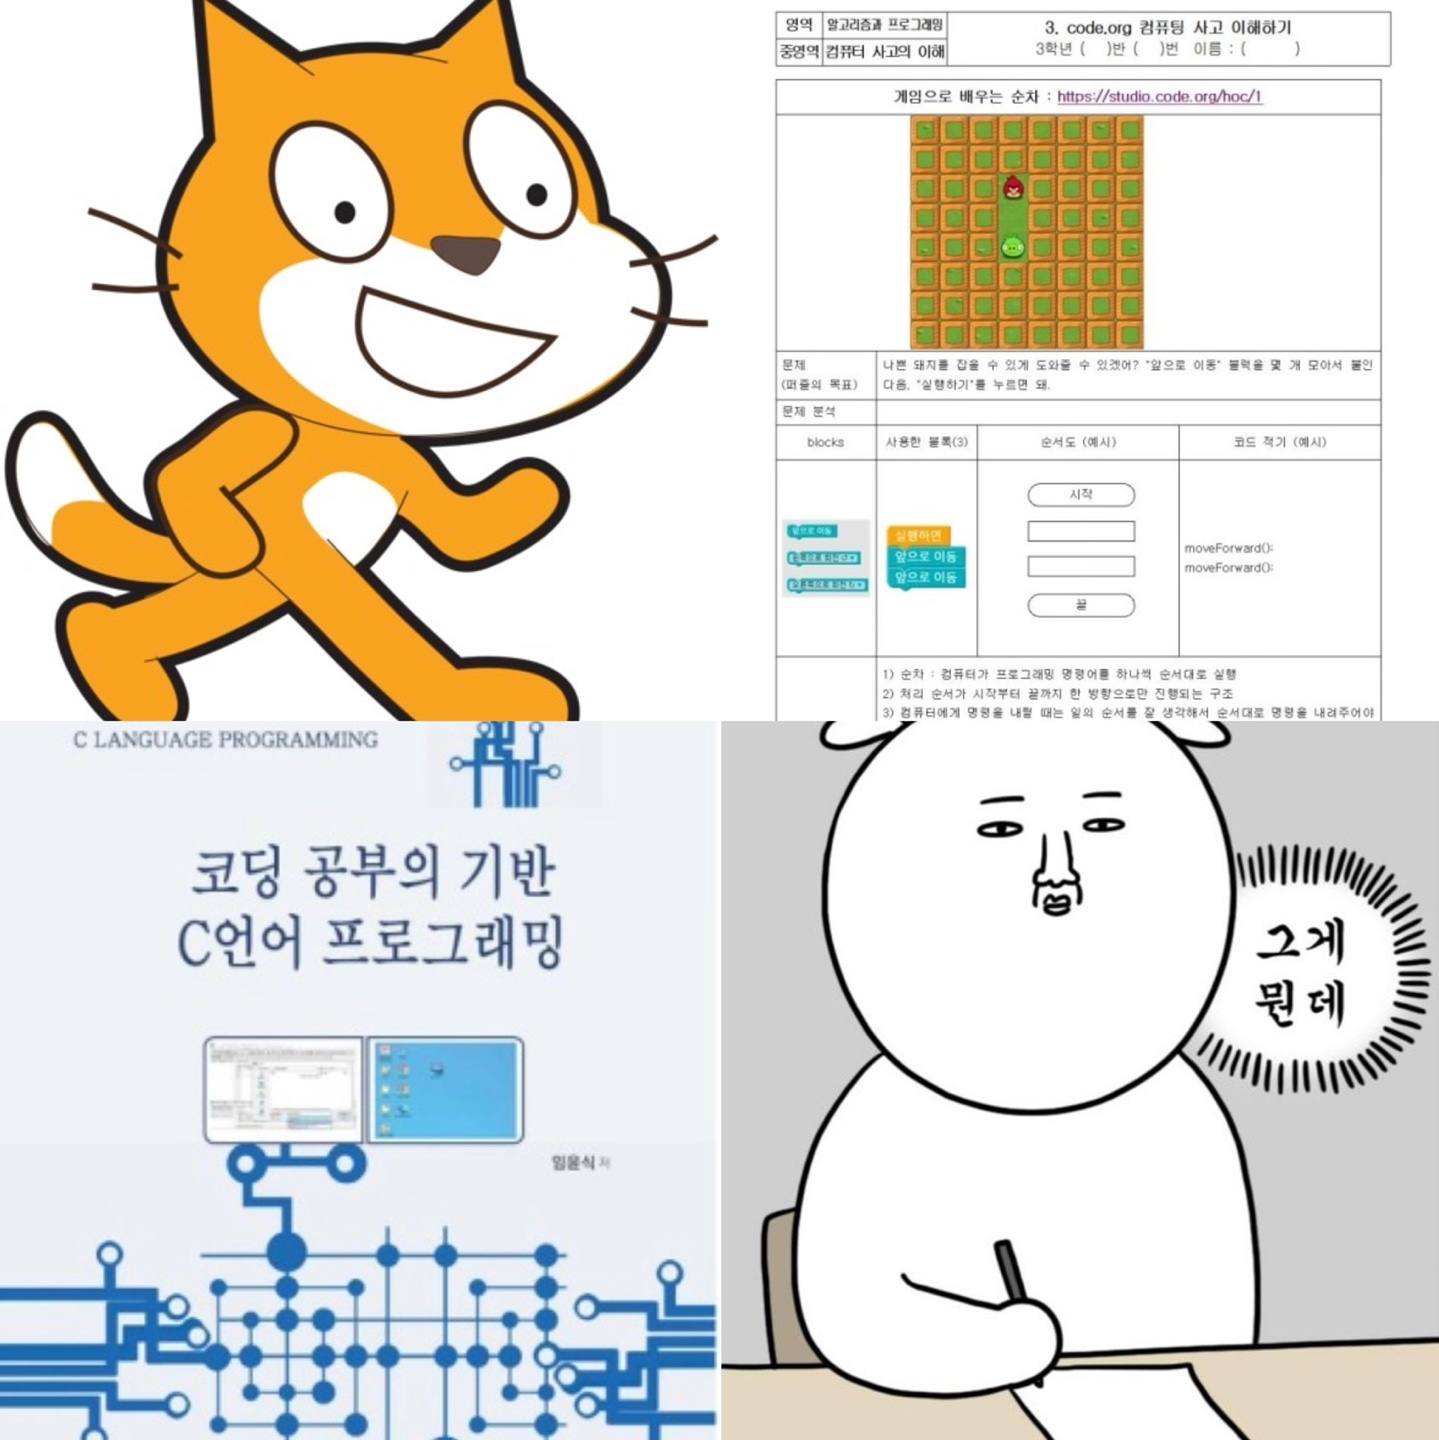 영역 알고리즘과 프로그래밍
중영역 컴퓨터 사고의 이해
3. code.org 컴퓨팅 사고 이해하기
3학년 ( )반 ( )번 이름 : ( )
게임으로 배우는 순차 : https://studio.code.org/hoc/1
문제
(퍼즐의 목표)
나쁜 돼지를 잡을 수 있게 도와줄 수 있겠어? "앞으로 이동" 블럭을 몇 개 모아서 붙인
다음, "실행하기"를 누르면 돼.
문제 분석
blocks 사용한 블록(3) 순서도 (예시) 코드 적기 (예시)
앞으로 이동
실행하면
앞으로 이동
앞으로 이동
시작
끝
moveForward();
moveForward();
1) 순차 : 컴퓨터가 프로그래밍 명령어를 하나씩 순서대로 실행
2) 처리 순서가 시작부터 끝까지 한 방향으로만 진행되는 구조
3) 컴퓨터에게 명령을 내릴 때는 일의 순서를 잘 생각해서 순서대로 명령을 내려주어야
C LANGUAGE PROGRAMMING
코딩 공부의 기반
C언어 프로그래밍
임윤식 저
그게
뭔데